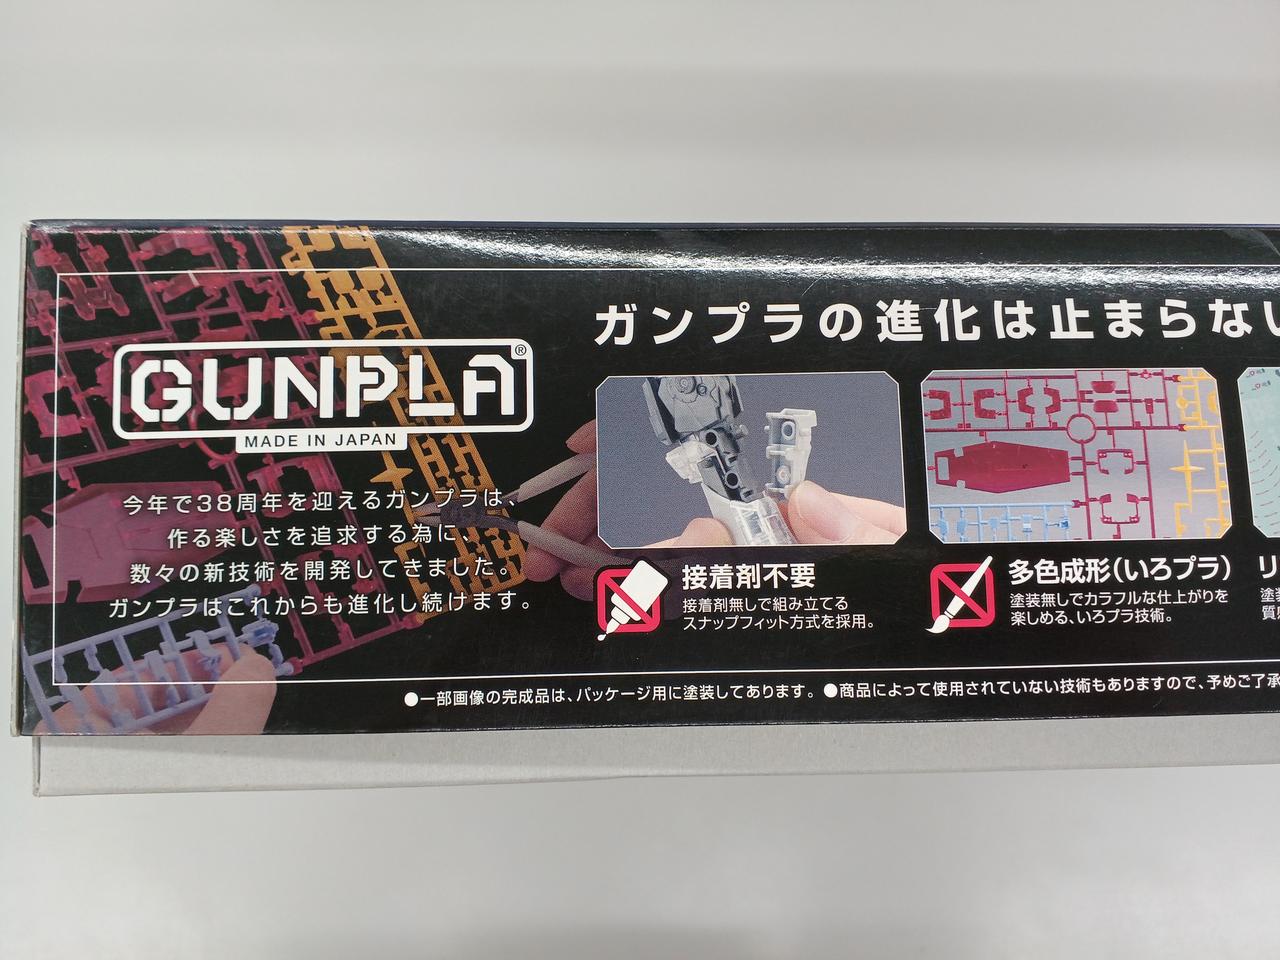 GUNPLA®
MADE IN JAPAN
今年で38周年を迎えるガンプラは、
作る楽しさを追求する為に、
数々の新技術を開発してきました。
ガンプラはこれからも進化し続けます。
ガンプラの進化は止まらない
接着剤不要
接着剤無しで組み立てる
スナップフィット方式を採用。
多色成形(いろプラ)
塗装無しでカラフルな仕上がりを
楽しめる、いろプラ技術。
リ
塗装
質感
●一部画像の完成品は、パッケージ用に塗装してあります。●商品によって使用されていない技術もありますので、予めご了承